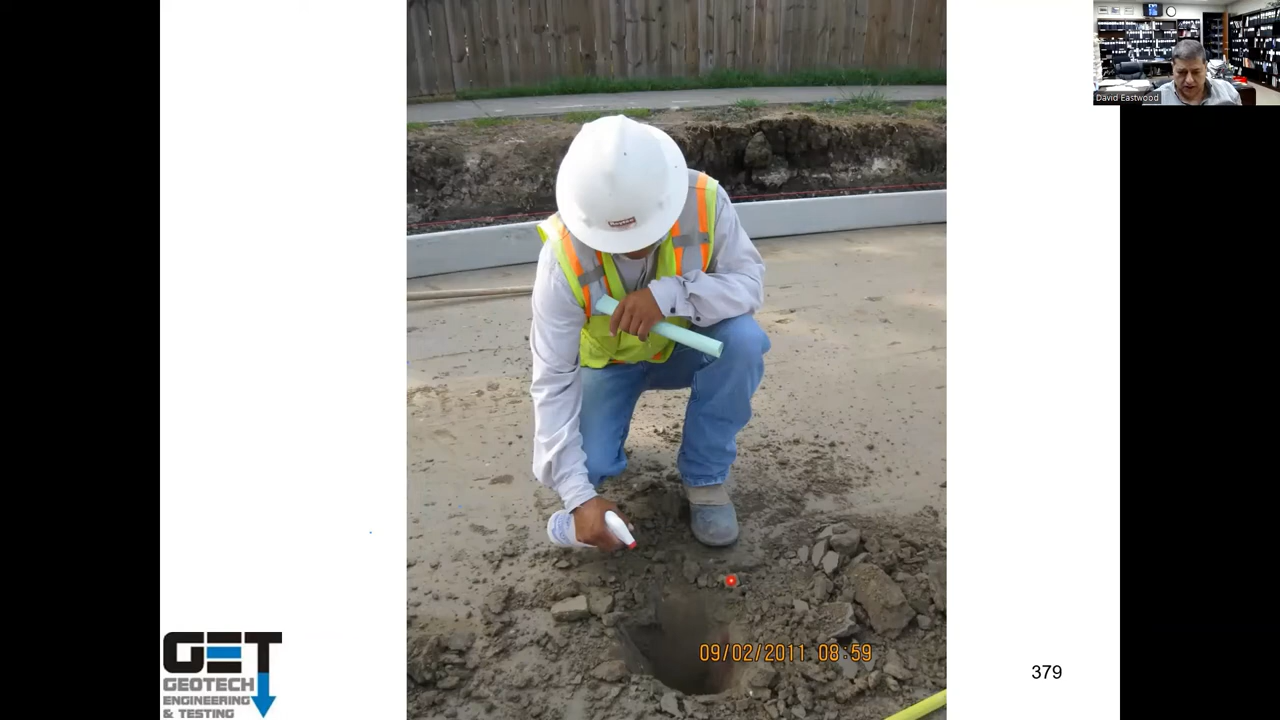 David Eastwood
09/02/2011 08:59
379
GET
GEOTECH
ENGINEERING
& TESTING